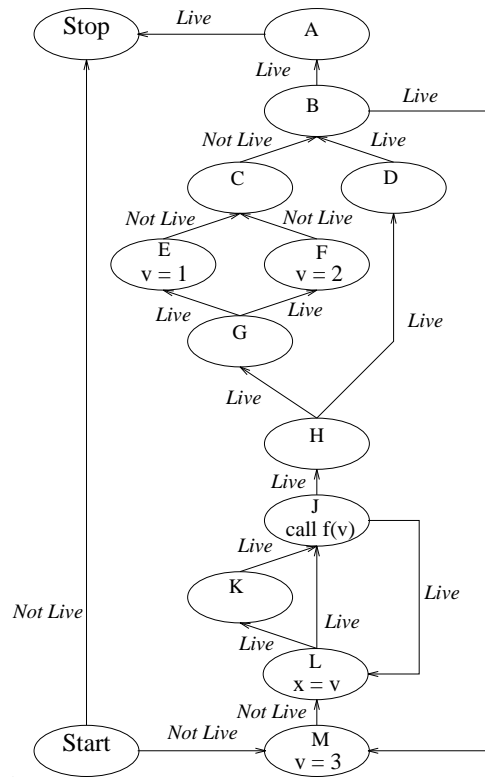 Live
Stop
A
Live
B
Live
Not Live
Live
C
D
Not Live
Not Live
E
v = 1
F
v = 2
Live
Live
G
Live
Live
H
Live
J
call f(v)
Live
K
Live
Not Live
Live
Live
L
x = v
Not Live
Start
Not Live
M
v = 3